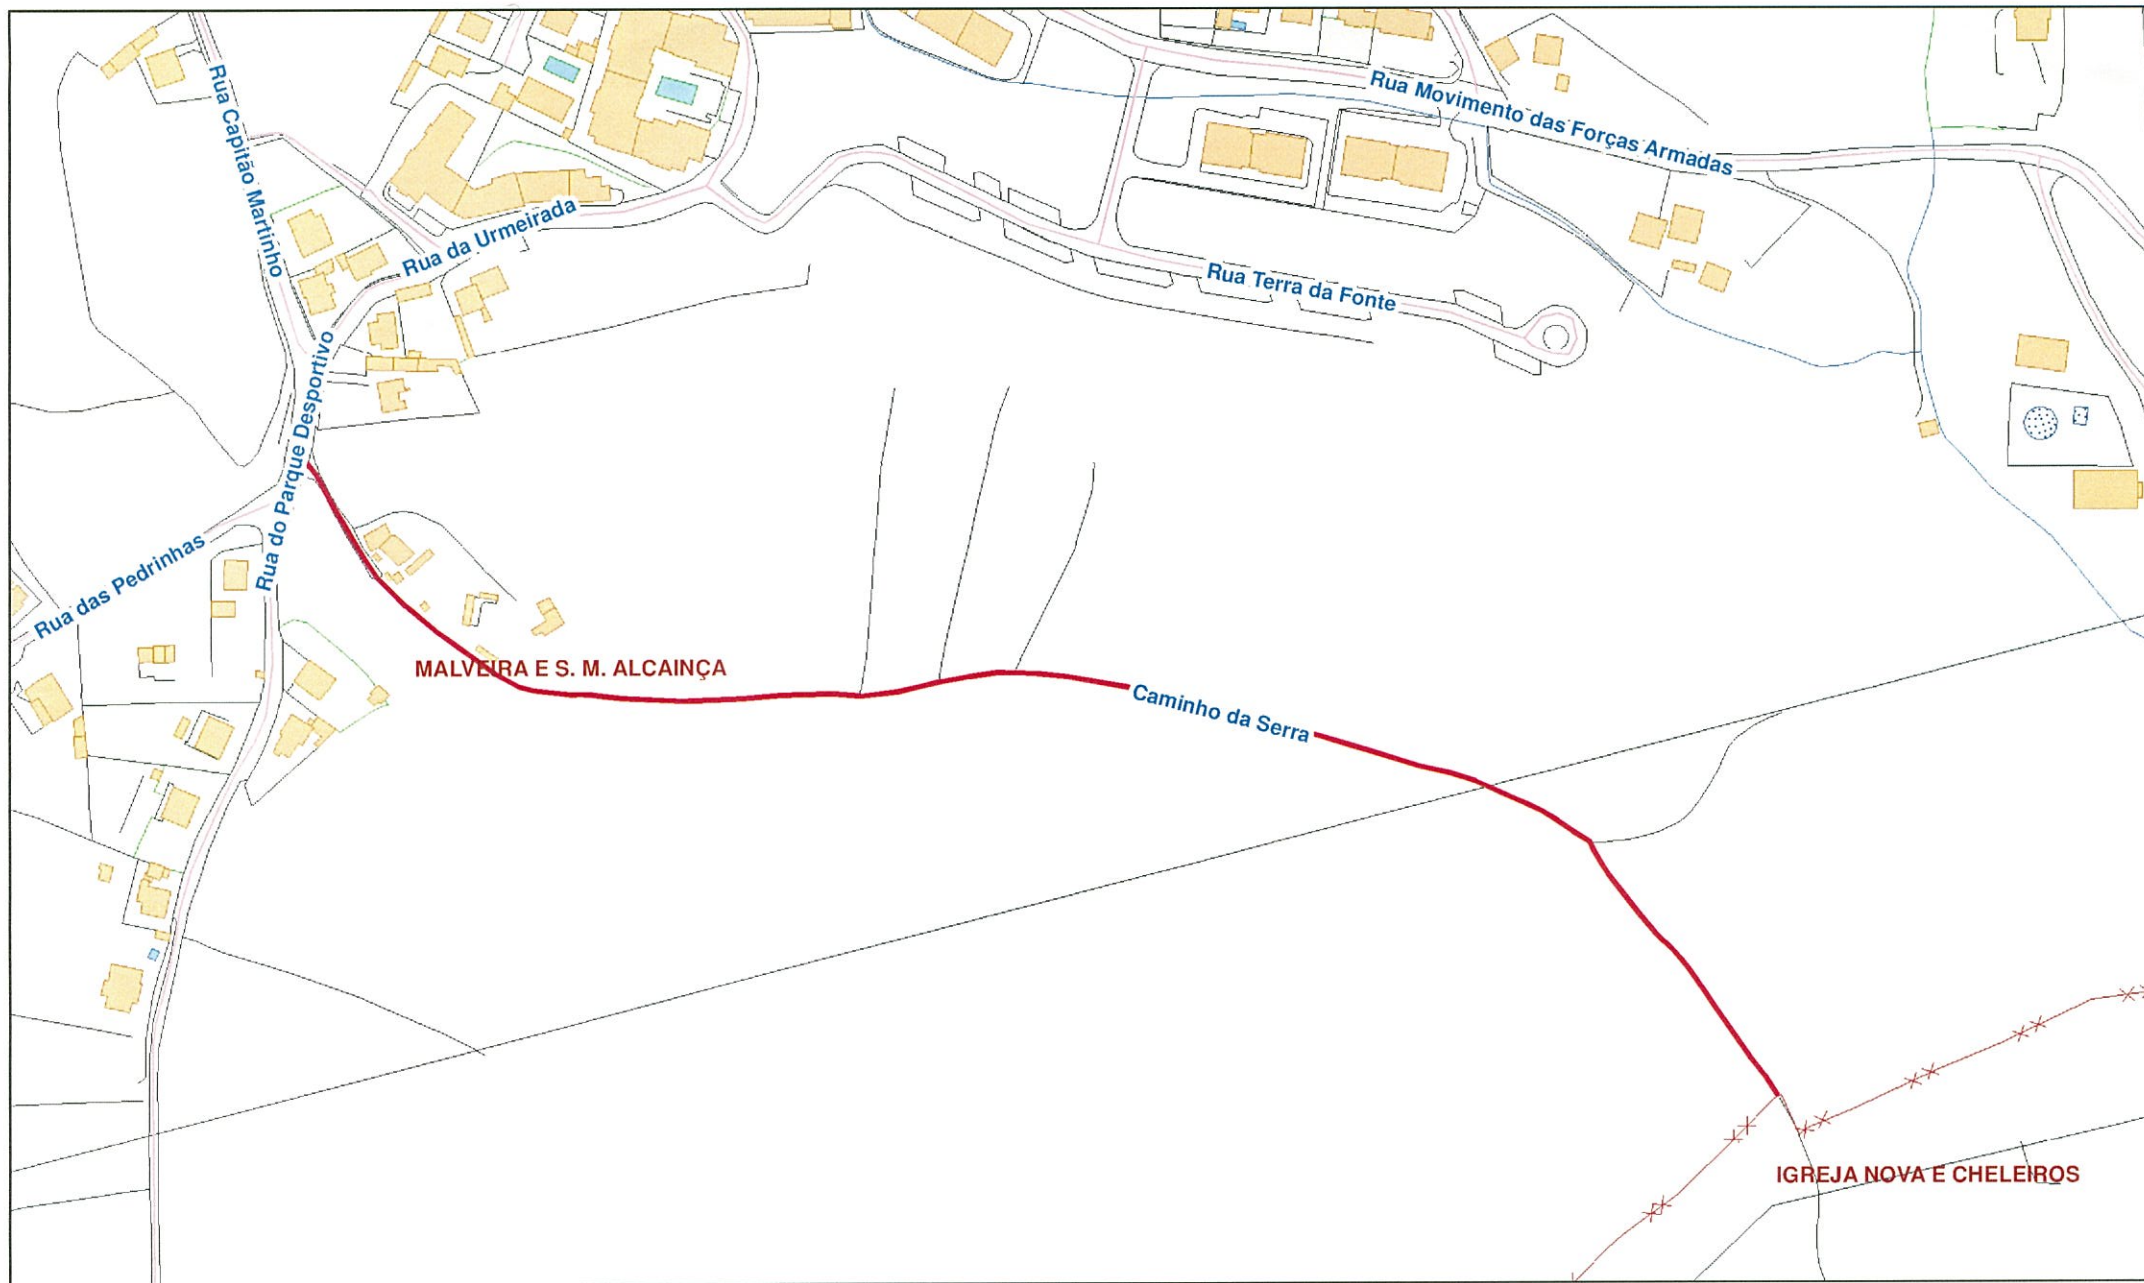 Rua Capitão Martinho
Rua Movimento das Forças Armadas
Rua da Urmeirada
Rua Terra da Fonte
Rua do Parque Desportivo
Rua das Pedrinhas
MALVEIRA E S. M. ALCAINÇA
Caminho da Serra
IGREJA NOVA E CHELEIROS